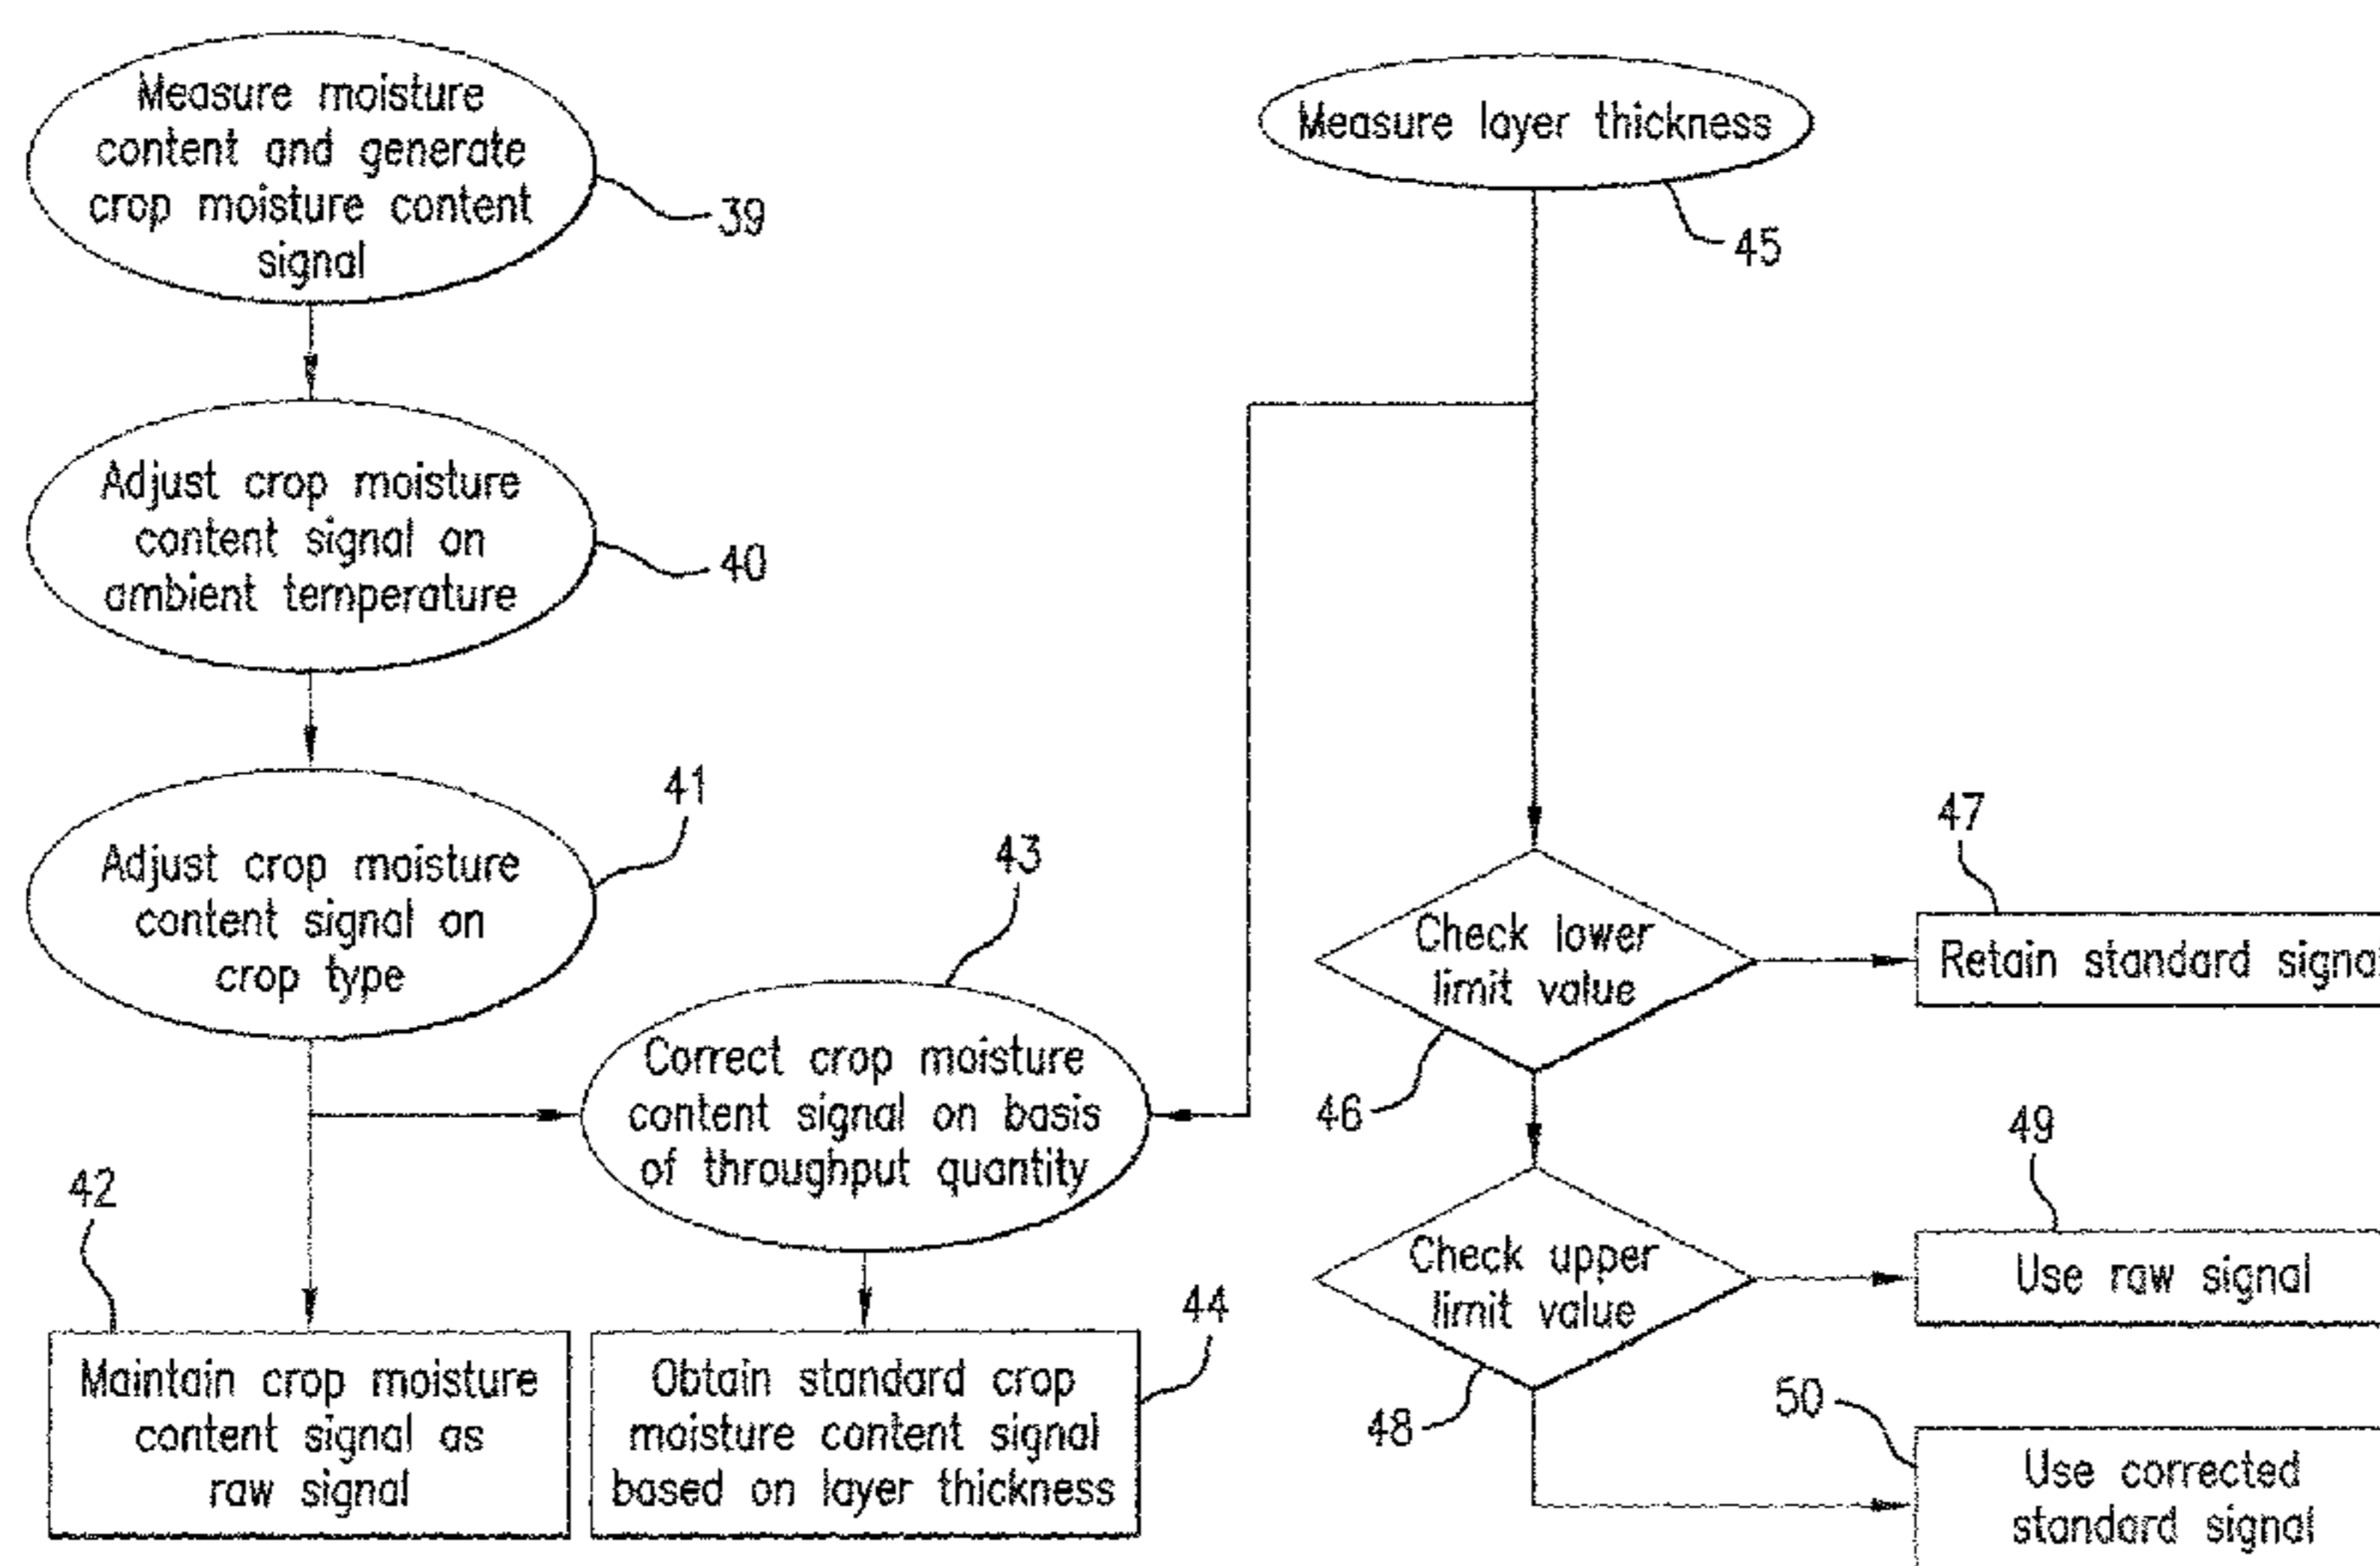 Measure moisture
content and generate
crop moisture content
signal
39
Adjust crop moisture
content signal on
ambient temperature
40
Adjust crop moisture
content signal on
crop type
41
Maintain crop moisture
content signal as
raw signal
42
Correct crop moisture
content signal on basis
of throughput quantity
43
Obtain standard crop
moisture content signal
based on layer thickness
44
Measure layer thickness
45
Check lower
limit value
46
Retain standard signal
47
Check upper
limit value
48
Use raw signal
49
Use corrected
standard signal
50